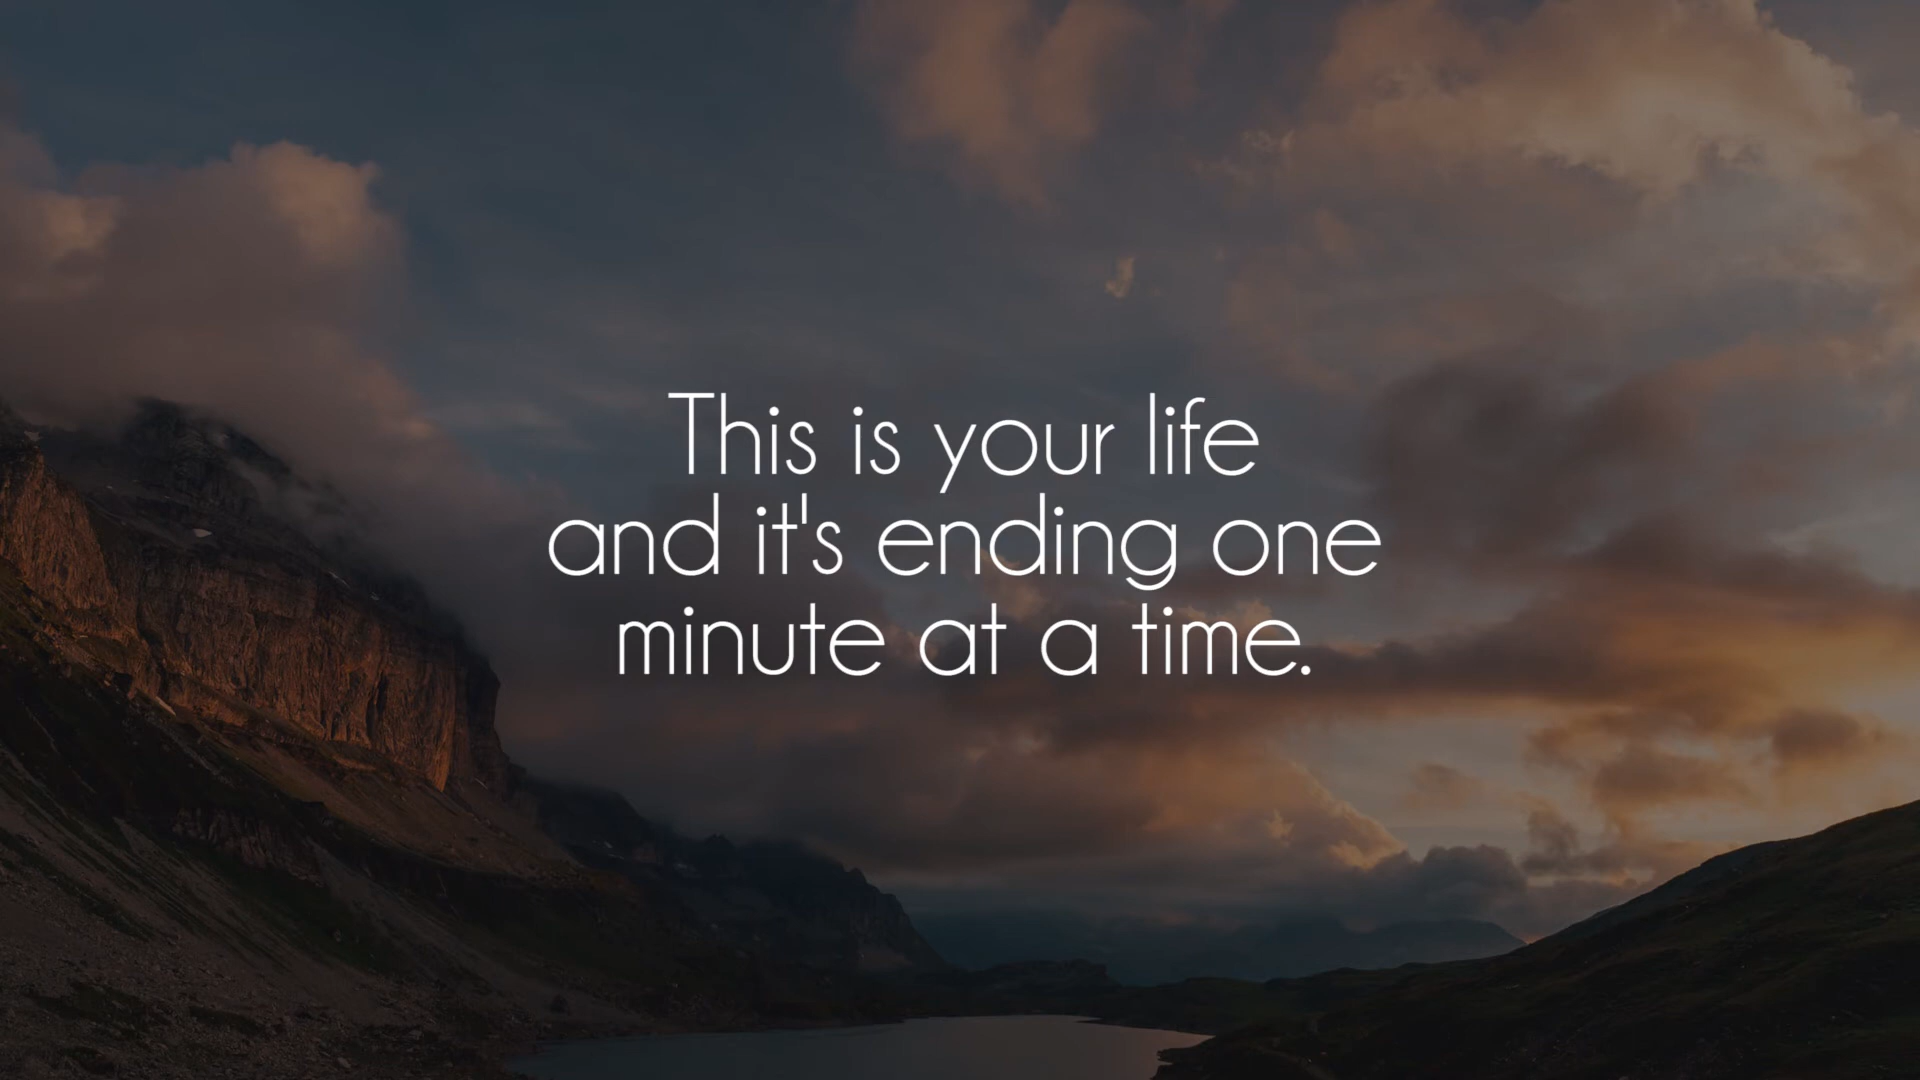 This is your life
and it's ending one
minute at a time.